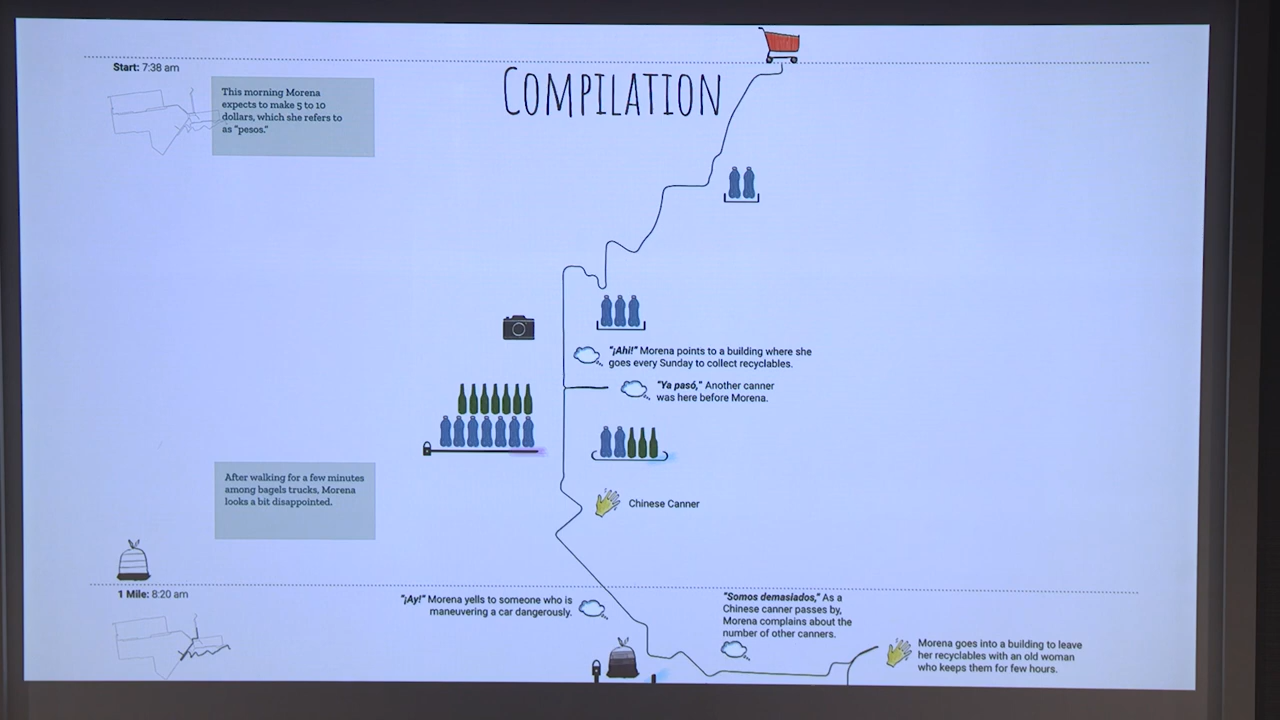 Start: 7:38 am
COMPILATION
This morning Morena
expects to make 5 to 10
dollars, which she refers to
as "pesos."
"¡Ahi!" Morena points to a building where she
goes every Sunday to collect recyclables.
"Ya pasó," Another canner
was here before Morena.
After walking for a few minutes
among bagels trucks, Morena
looks a bit disappointed.
Chinese Canner
1 Mile: 8:20 am
"¡Ay!" Morena yells to someone who is
maneuvering a car dangerously.
"Somos demasiados," As a
Chinese canner passes by,
Morena complains about the
number of other canners.
Morena goes into a building to leave
her recyclables with an old woman
who keeps them for few hours.